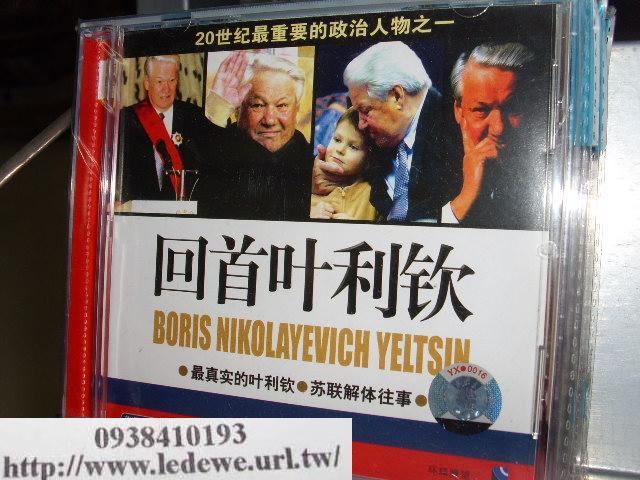 20世纪最重要的政治人物之一
回首叶利钦
BORIS NIKOLAYEVICH YELTSIN
●最真实的叶利钦●苏联解体往事●
YX●0016
0938410193
http://www.ledewe.url.tw/